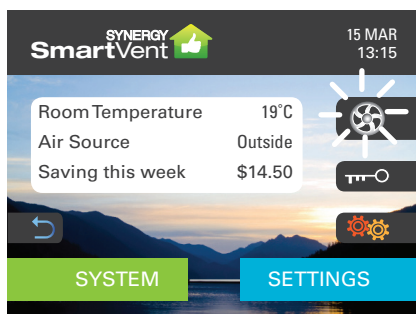 SYNERGY
SmartVent
15 MAR
13:15
Room Temperature 19°C
Air Source Outside
Saving this week $14.50
SYSTEM SETTINGS